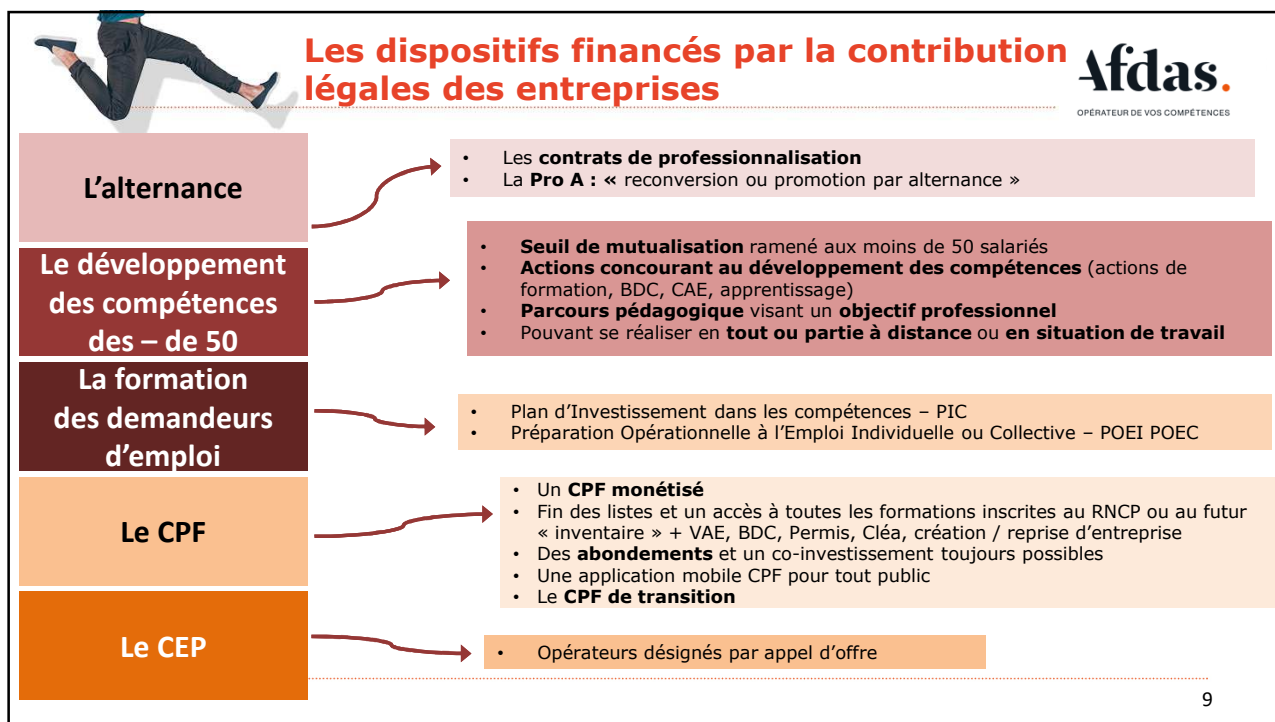 Les dispositifs financés par la contribution
légales des entreprises
Afdas.
OPÉRATEUR DE VOS COMPÉTENCES
L'alternance
• Les contrats de professionnalisation
• La Pro A : « reconversion ou promotion par alternance »
Le développement
des compétences
des – de 50
• Seuil de mutualisation ramené aux moins de 50 salariés
• Actions concourant au développement des compétences (actions de
formation, BDC, CAE, apprentissage)
• Parcours pédagogique visant un objectif professionnel
• Pouvant se réaliser en tout ou partie à distance ou en situation de travail
La formation
des demandeurs
d'emploi
• Plan d'Investissement dans les compétences – PIC
• Préparation Opérationnelle à l'Emploi Individuelle ou Collective – POEI POEC
Le CPF
• Un CPF monétisé
• Fin des listes et un accès à toutes les formations inscrites au RNCP ou au futur
« inventaire » + VAE, BDC, Permis, Cléa, création / reprise d'entreprise
• Des abondements et un co-investissement toujours possibles
• Une application mobile CPF pour tout public
• Le CPF de transition
Le CEP
• Opérateurs désignés par appel d'offre
9